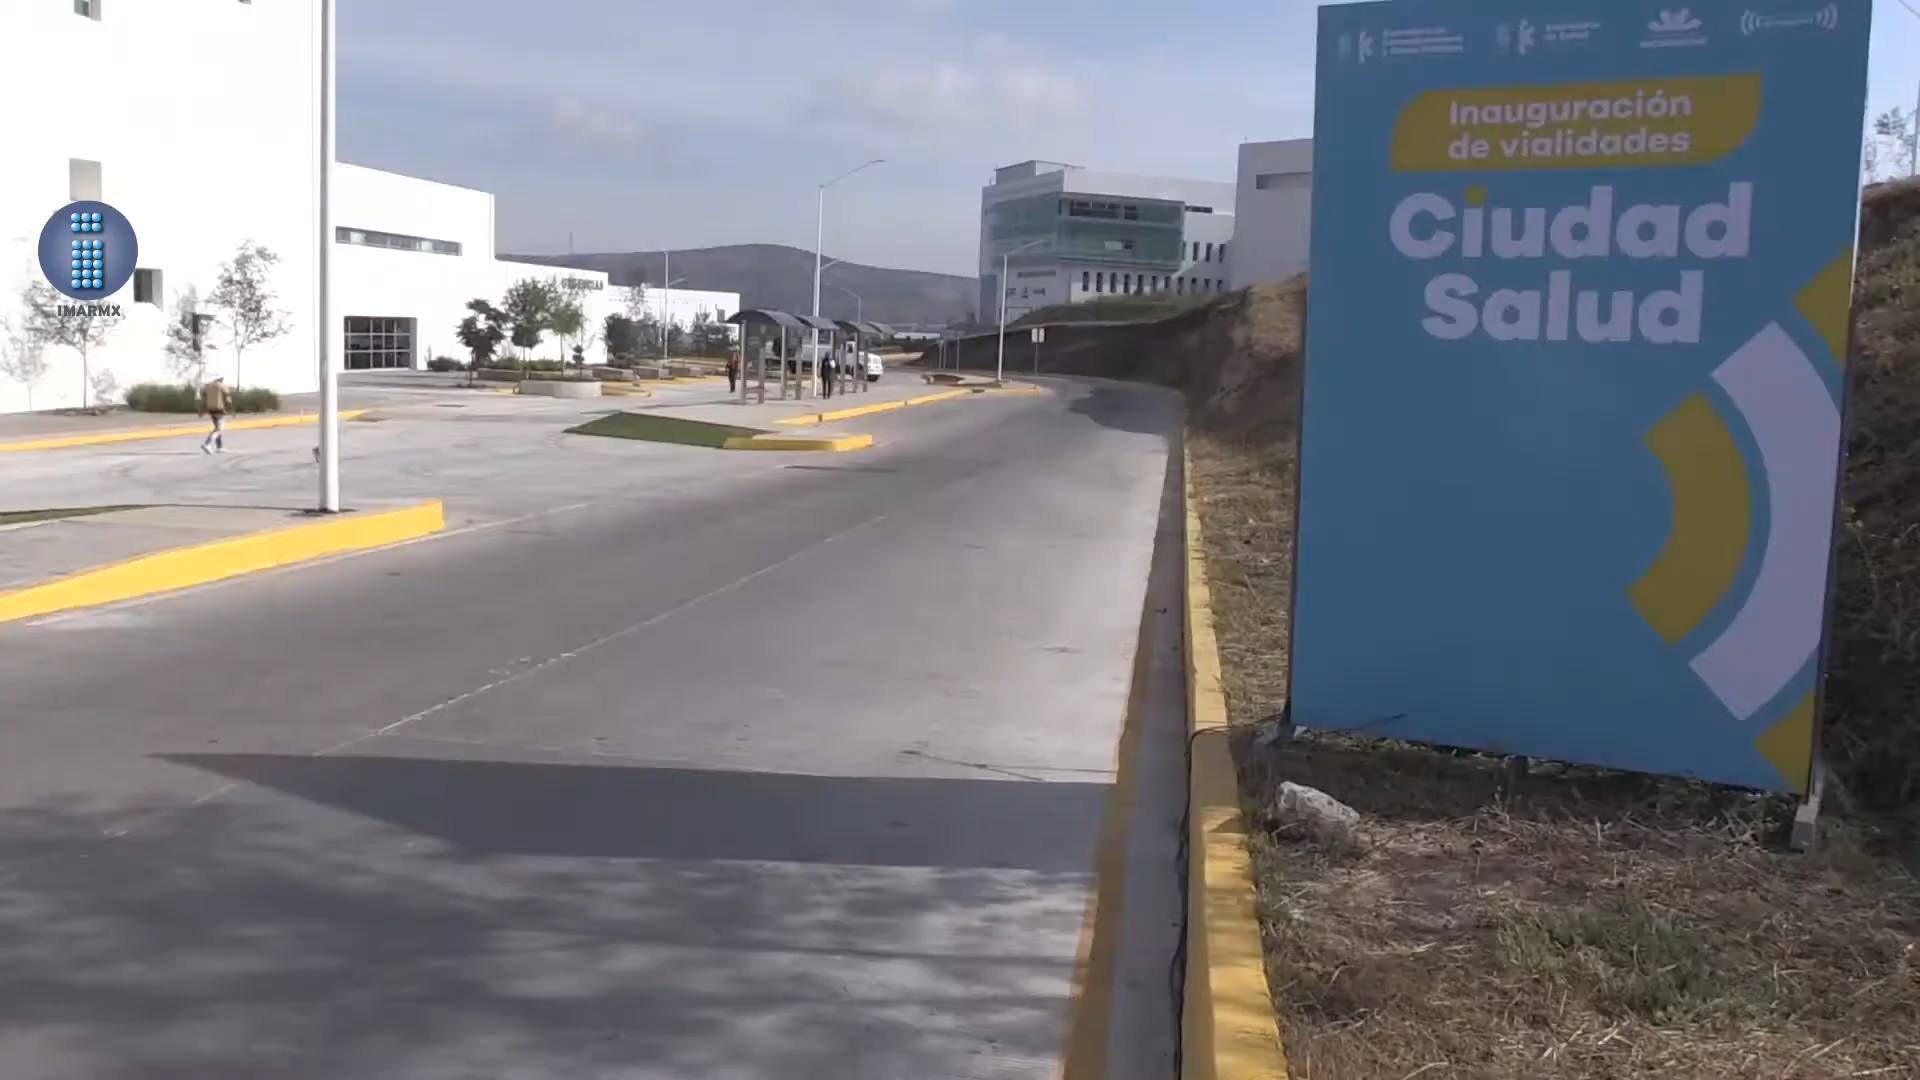 Inauguración
de vialidades
Ciudad
Salud
IMARMX